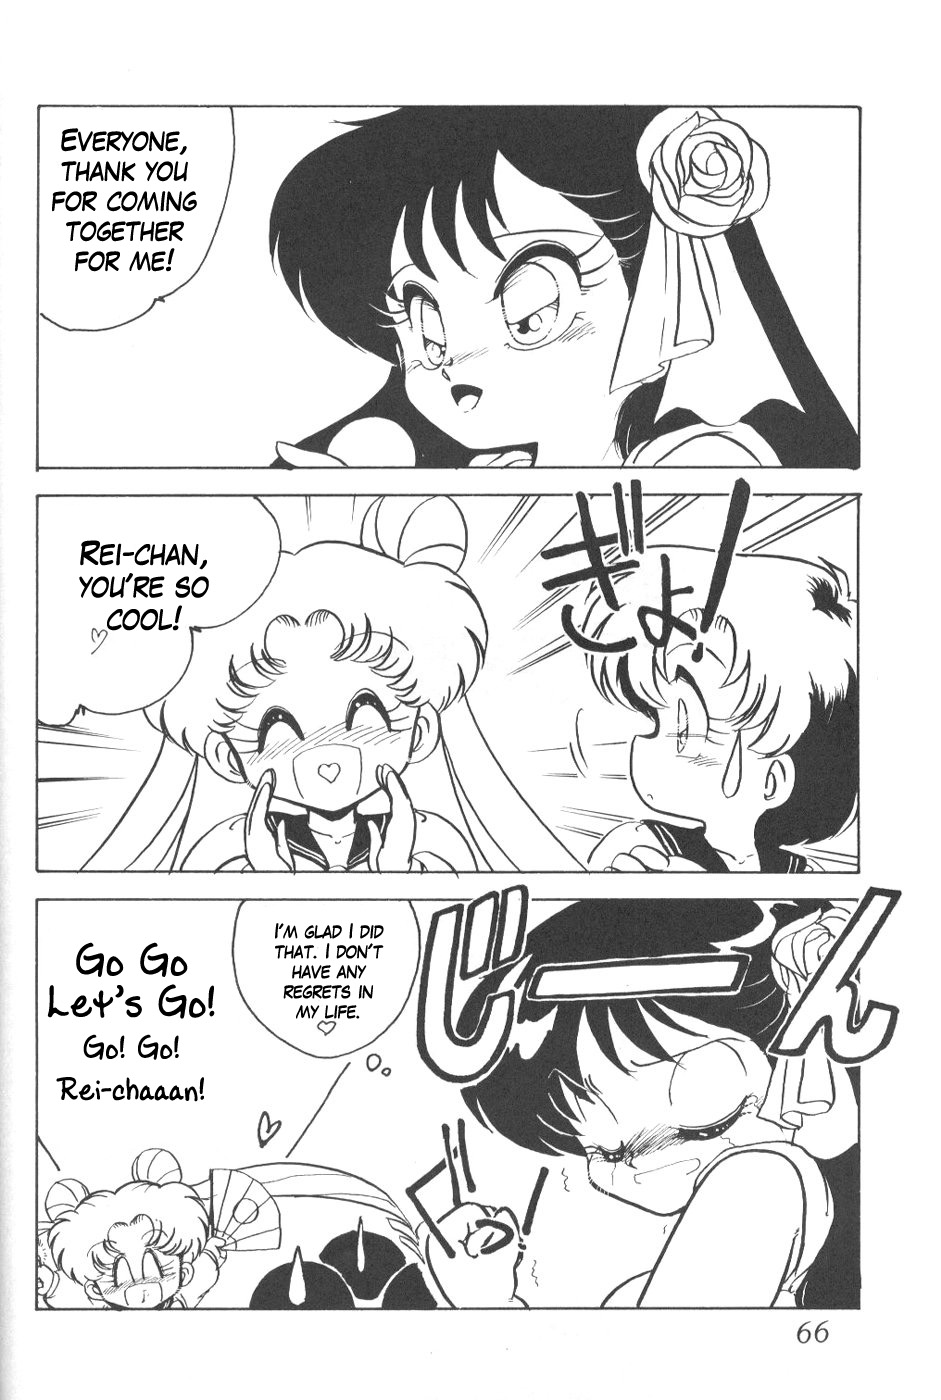 EVERYONE,
THANK YOU
FOR COMING
TOGETHER
FOR ME!
REI-CHAN,
YOU'RE SO
COOL!
ぎょ!
I'M GLAD I DID
THAT. I DON'T
HAVE ANY
REGRETS IN
MY LIFE.
Go Go
Let's Go!
Go! Go!
Rei-chaaan!
じーん
グッ
66